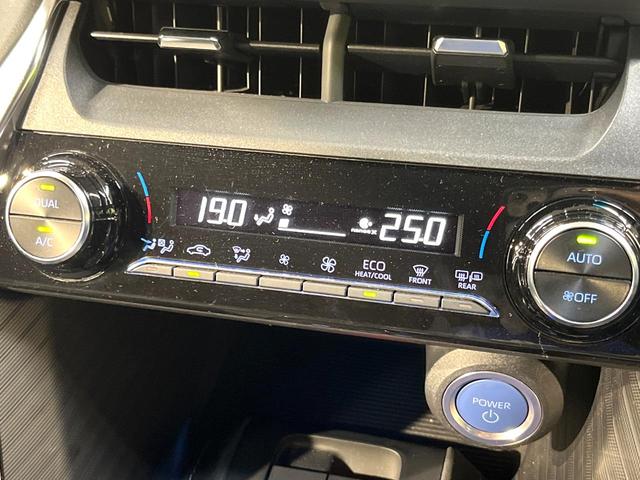 DUAL
A/C
19.0
25.0
ECO
HEAT/COOL
FRONT
REAR
AUTO
OFF
POWER